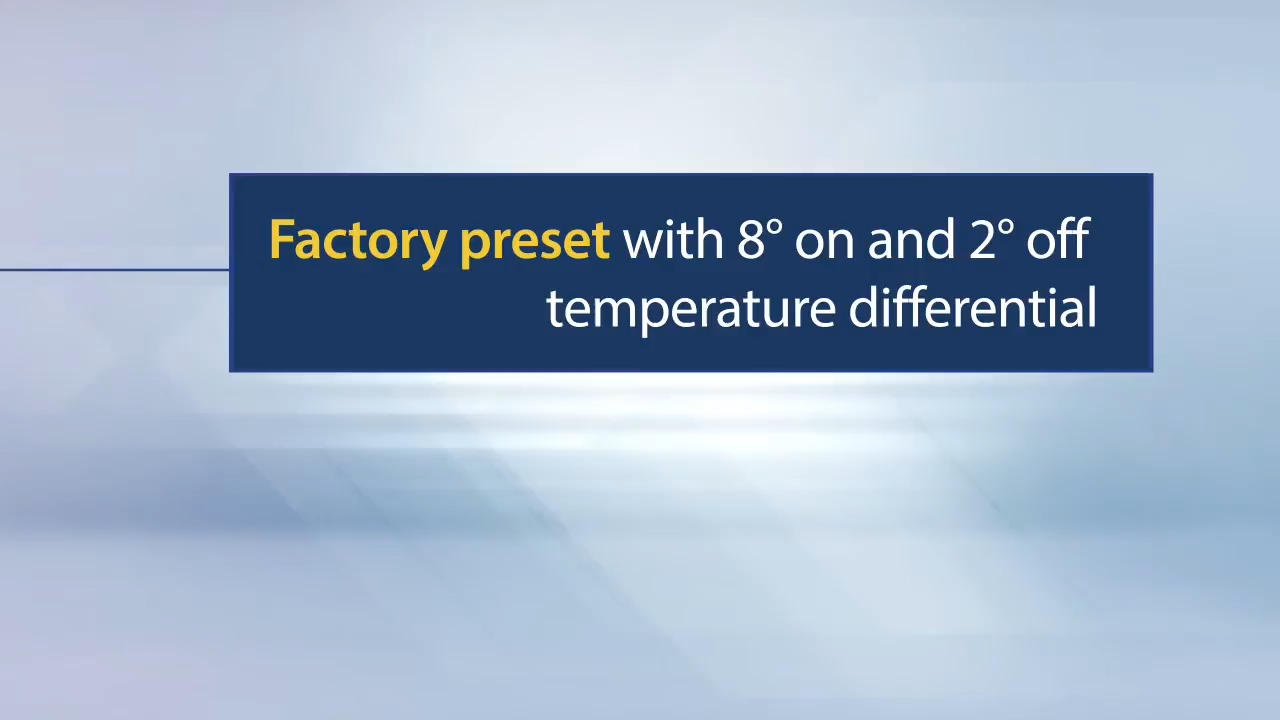 Factory preset with 8° on and 2° off
temperature differential